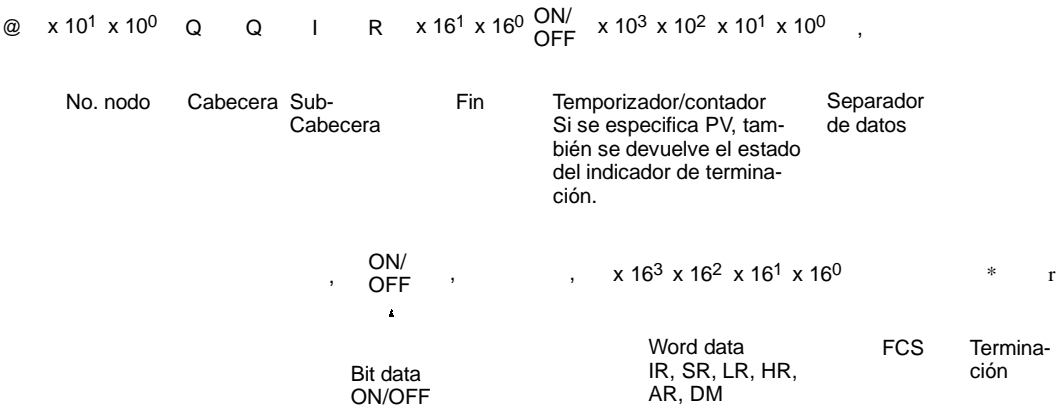 @ x 10¹ x 10⁰ Q Q I R x 16¹ x 16⁰ ON/ OFF x 10³ x 10² x 10¹ x 10⁰ ,
No. nodo Cabecera Sub-
Cabecera
Fin
Temporizador/contador
Si se especifica PV, tam-
bién se devuelve el estado
del indicador de termina-
ción.
Separador
de datos
, ON/ OFF , , x 16³ x 16² x 16¹ x 16⁰ * r
Bit data
ON/OFF
Word data
IR, SR, LR, HR,
AR, DM
FCS
Termina-
ción